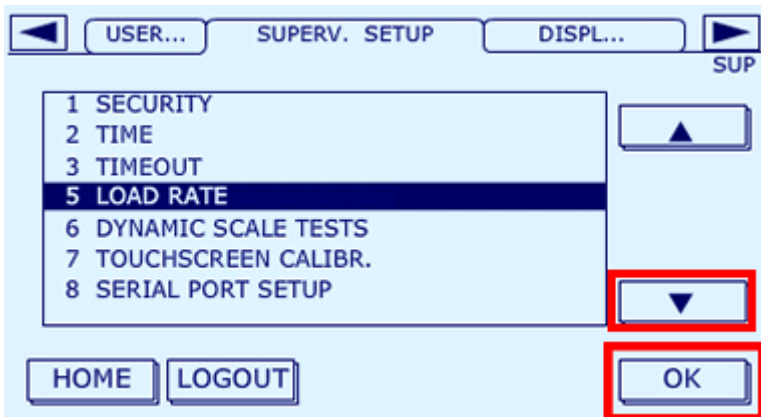 USER... SUPERV. SETUP DISPL...
SUP
1 SECURITY
2 TIME
3 TIMEOUT
5 LOAD RATE
6 DYNAMIC SCALE TESTS
7 TOUCHSCREEN CALIBR.
8 SERIAL PORT SETUP
HOME LOGOUT OK